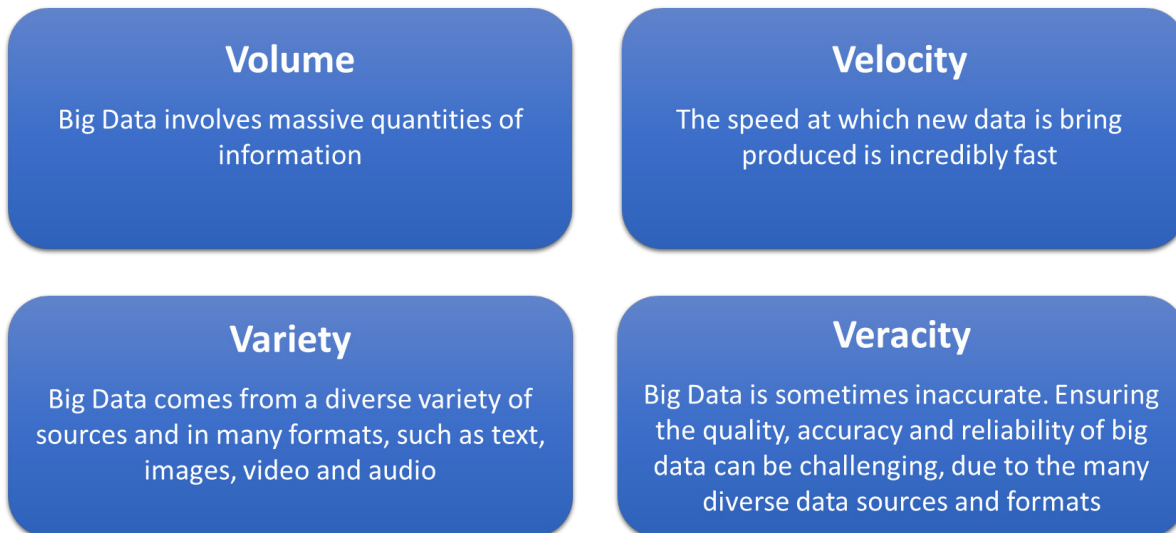 Volume
Big Data involves massive quantities of
information
Velocity
The speed at which new data is bring
produced is incredibly fast
Variety
Big Data comes from a diverse variety of
sources and in many formats, such as text,
images, video and audio
Veracity
Big Data is sometimes inaccurate. Ensuring
the quality, accuracy and reliability of big
data can be challenging, due to the many
diverse data sources and formats